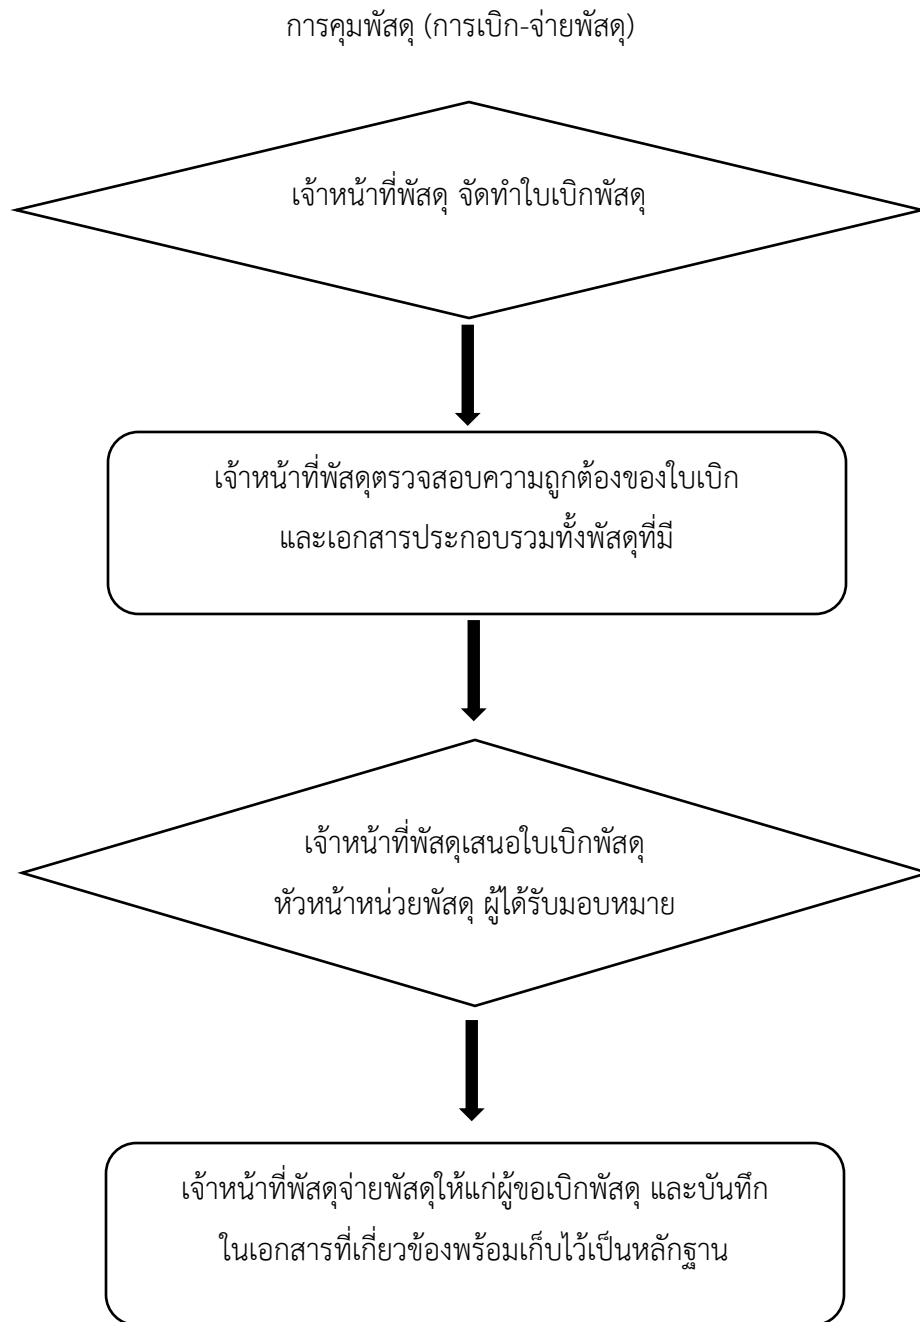 การคุมพัสดุ (การเบิก-จ่ายพัสดุ)
เจ้าหน้าที่พัสดุ จัดทำใบเบิกพัสดุ
เจ้าหน้าที่พัสดุตรวจสอบความถูกต้องของใบเบิก
และเอกสารประกอบรวมทั้งพัสดุที่มี
เจ้าหน้าที่พัสดุเสนอใบเบิกพัสดุ
หัวหน้าหน่วยพัสดุ ผู้ได้รับมอบหมาย
เจ้าหน้าที่พัสดุจ่ายพัสดุให้แก่ผู้ขอเบิกพัสดุ และบันทึก
ในเอกสารที่เกี่ยวข้องพร้อมเก็บไว้เป็นหลักฐาน